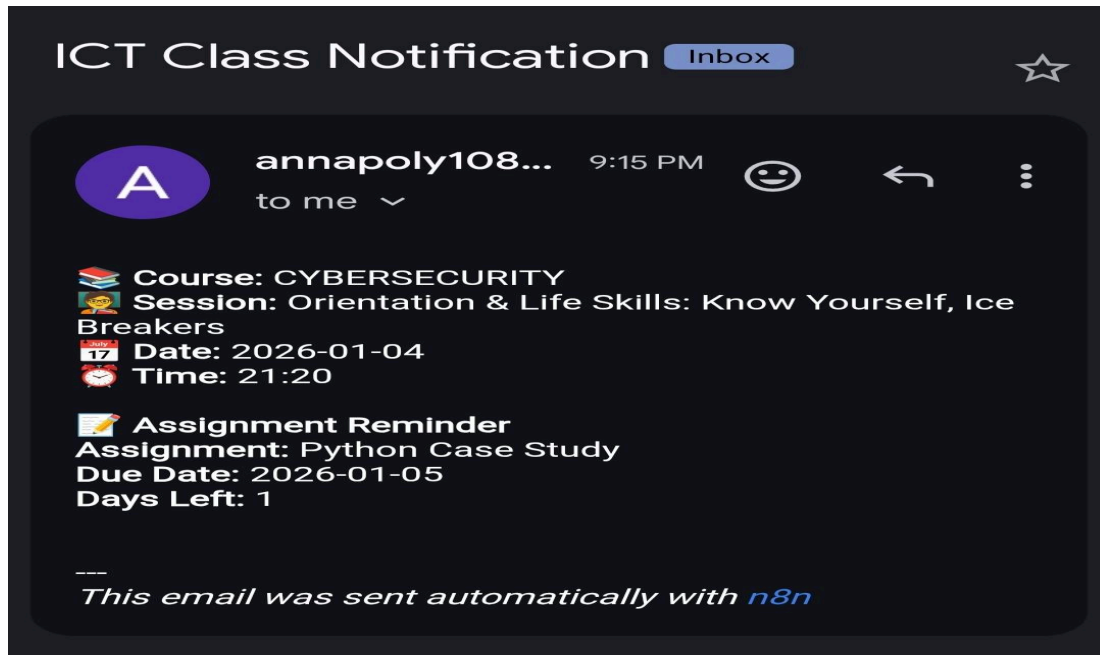 ICT Class Notification Inbox
A
annapoly108... 9:15 PM
to me
📚 Course: CYBERSECURITY
🧑‍🏫 Session: Orientation & Life Skills: Know Yourself, Ice
Breakers
📅 Date: 2026-01-04
⏰ Time: 21:20
📝 Assignment Reminder
Assignment: Python Case Study
Due Date: 2026-01-05
Days Left: 1
---
This email was sent automatically with n8n